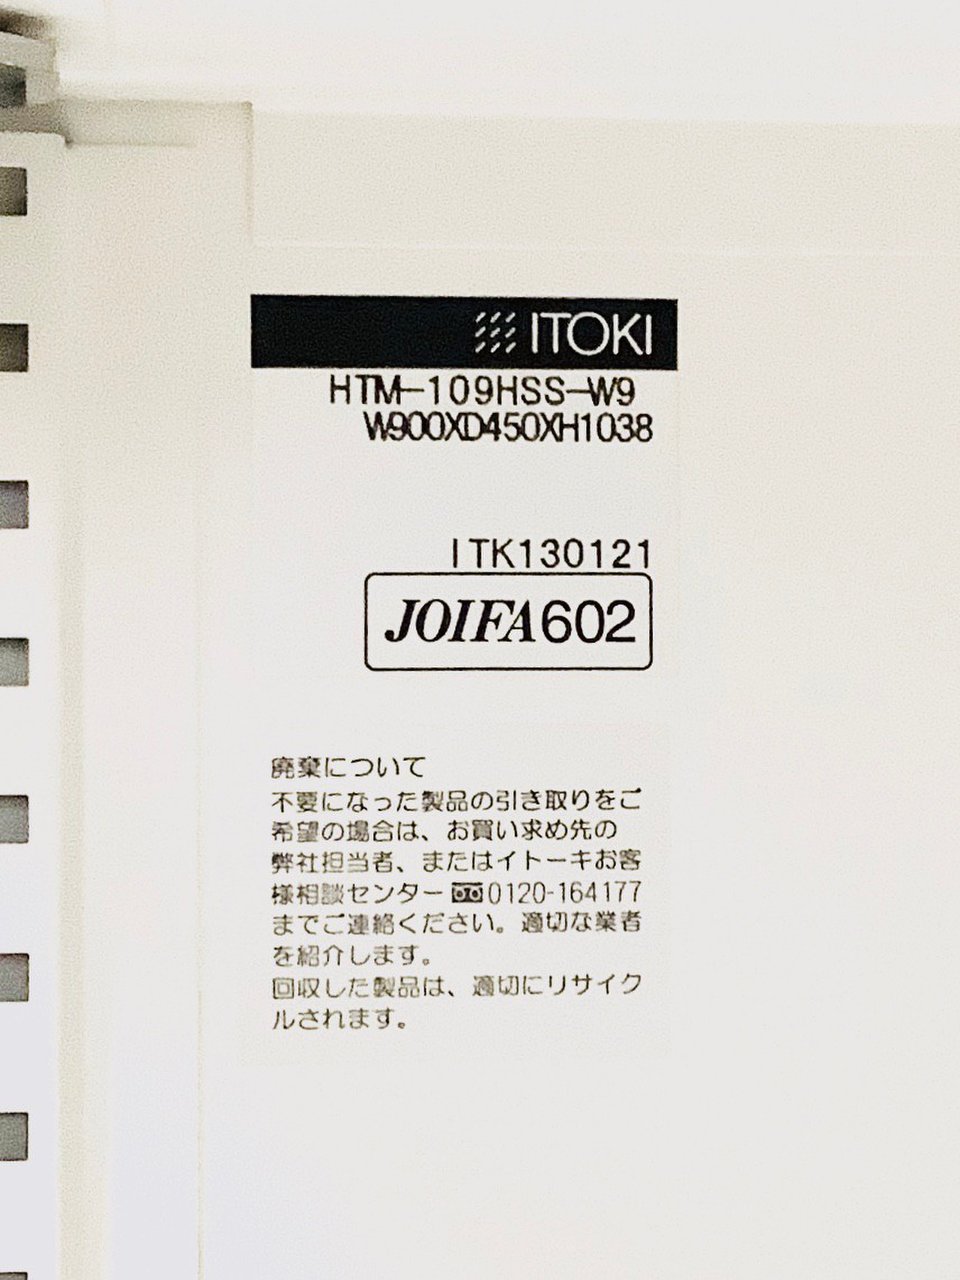 ITOKI
HTM-109HSS-W9
W900XD450XH1038
ITK130121
JOIFA602
廃棄について
不要になった製品の引き取りをご
希望の場合は、お買い求め先の
弊社担当者、またはイトーキお客
様相談センター0120-164177
までご連絡ください。適切な業者
を紹介します。
回収した製品は、適切にリサイク
ルされます。